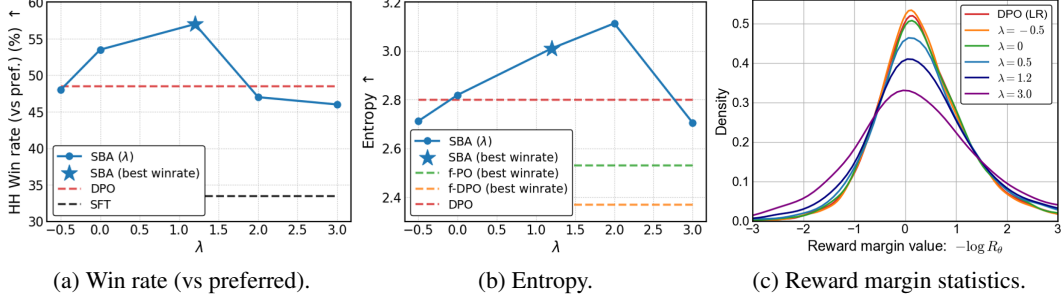 HH Win rate (vs pref.) (%) ↑
60
55
50
45
40
35
30
SBA (λ)
SBA (best winrate)
DPO
SFT
−0.5 0.0 0.5 1.0 1.5 2.0 2.5 3.0
λ
(a) Win rate (vs preferred).
Entropy ↑
3.2
3.0
2.8
2.6
2.4
SBA (λ)
SBA (best winrate)
f-PO (best winrate)
f-DPO (best winrate)
DPO
−0.5 0.0 0.5 1.0 1.5 2.0 2.5 3.0
λ
(b) Entropy.
Density
0.5
0.4
0.3
0.2
0.1
0.0
DPO (LR)
λ = −0.5
λ = 0
λ = 0.5
λ = 1.2
λ = 3.0
−3 −2 −1 0 1 2 3
Reward margin value: −log R_θ
(c) Reward margin statistics.